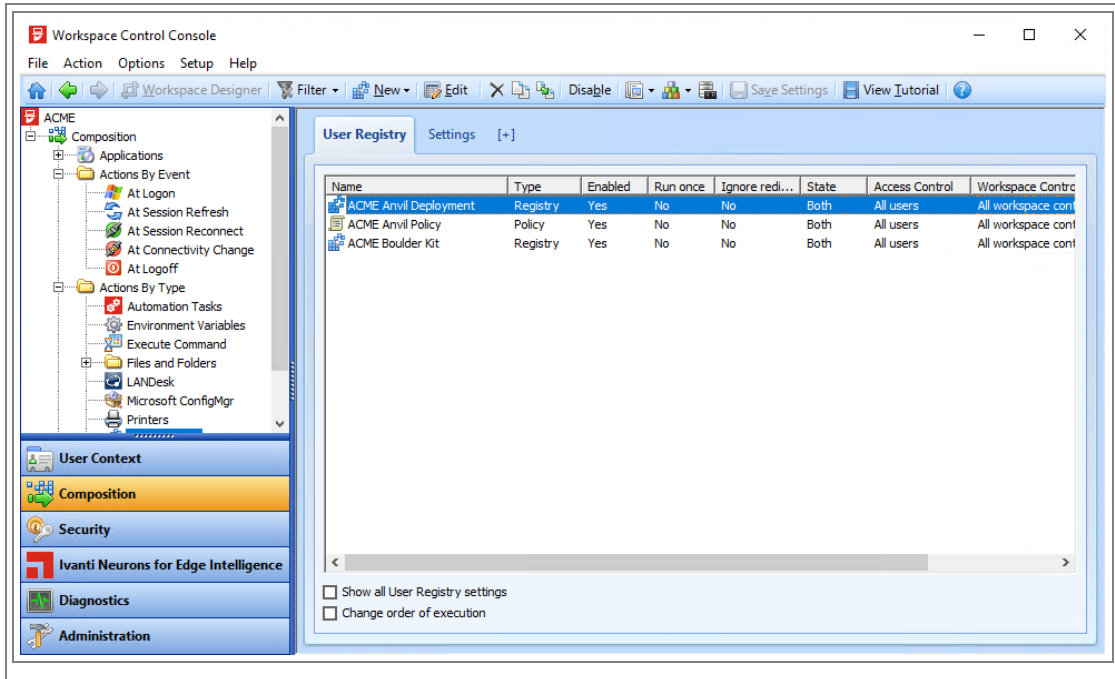 Workspace Control Console
File Action Options Setup Help
Workspace Designer Filter New Edit Disable Save Settings View Tutorial
ACME
Composition
Applications
Actions By Event
At Logon
At Session Refresh
At Session Reconnect
At Connectivity Change
At Logoff
Actions By Type
Automation Tasks
Environment Variables
Execute Command
Files and Folders
LANDesk
Microsoft ConfigMgr
Printers
User Context
Composition
Security
Ivanti Neurons for Edge Intelligence
Diagnostics
Administration
User Registry Settings [+]
Name Type Enabled Run once Ignore redi... State Access Control Workspace Contro
ACME Anvil Deployment Registry Yes No No Both All users All workspace cont
ACME Anvil Policy Policy Yes No No Both All users All workspace cont
ACME Boulder Kit Registry Yes No No Both All users All workspace cont
Show all User Registry settings
Change order of execution